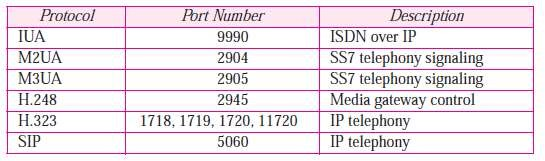 Protocol Port Number Description
IUA 9990 ISDN over IP
M2UA 2904 SS7 telephony signaling
M3UA 2905 SS7 telephony signaling
H.248 2945 Media gateway control
H.323 1718, 1719, 1720, 11720 IP telephony
SIP 5060 IP telephony